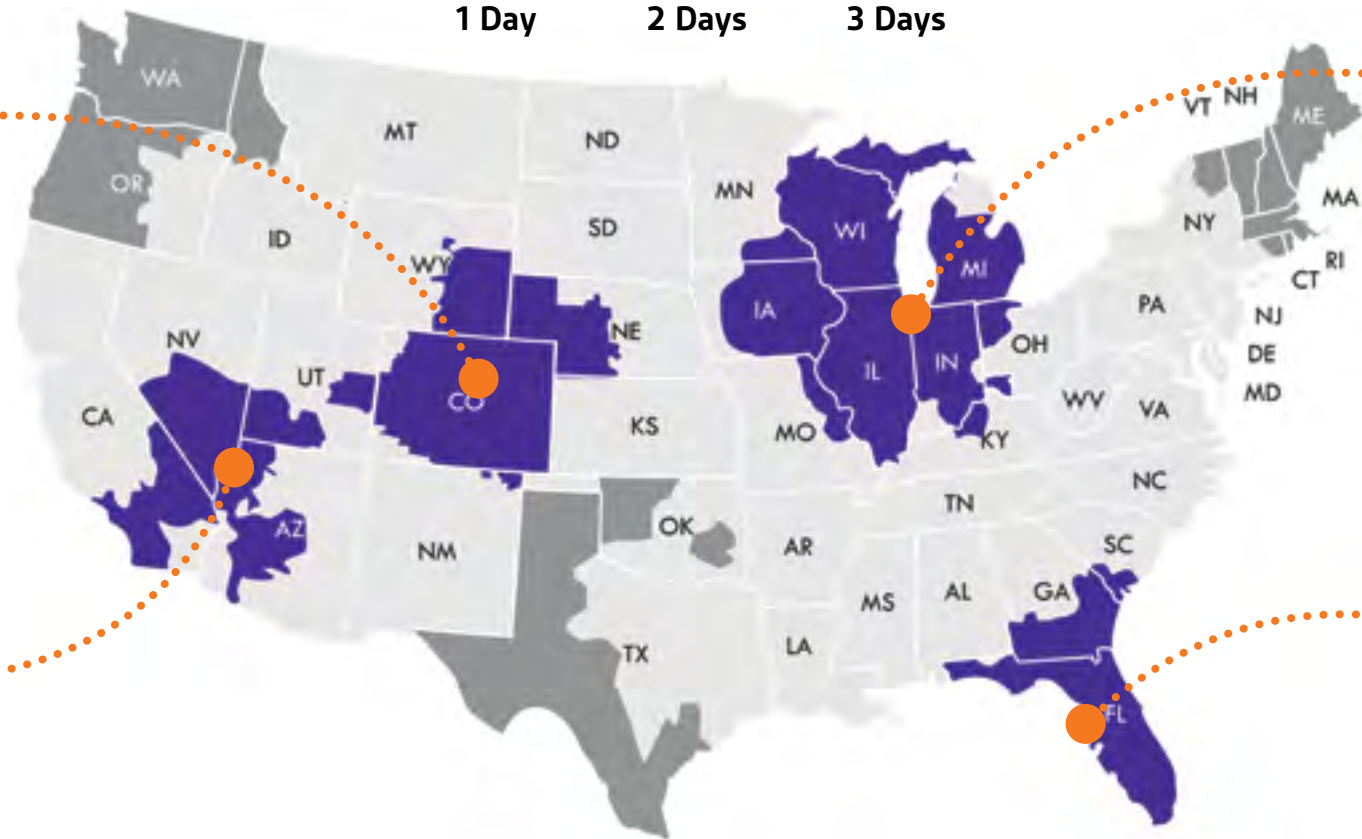 1 Day 2 Days 3 Days
WA
MT
ND
VT
NH
ME
OR
MN
MA
ID
SD
WI
NY
WY
MI
RI
CT
IA
PA
NV
NE
NJ
OH
UT
IL
IN
DE
CO
MD
CA
KS
MO
KY
WV
VA
NC
TN
AZ
NM
OK
AR
SC
MS
AL
GA
TX
LA
FL